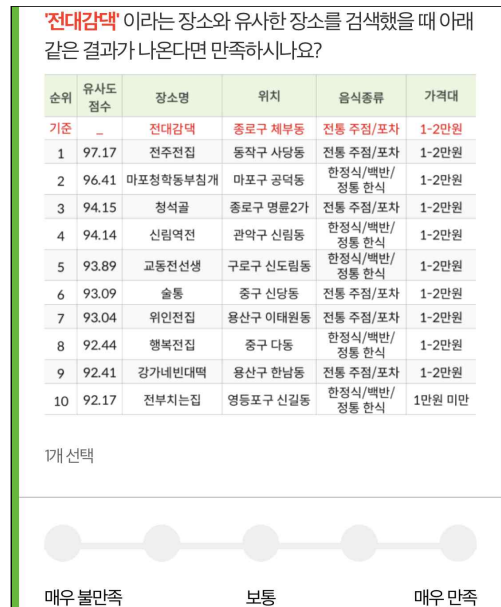 '전대감댁' 이라는 장소와 유사한 장소를 검색했을 때 아래
같은 결과가 나온다면 만족하시나요?
순위 유사도 점수 장소명 위치 음식종류 가격대
기준 _ 전대감댁 종로구 체부동 전통 주점/포차 1-2만원
1 97.17 전주전집 동작구 사당동 전통 주점/포차 1-2만원
2 96.41 마포청학동부침개 마포구 공덕동 한정식/백반/정통 한식 1-2만원
3 94.15 청석골 종로구 명륜2가 전통 주점/포차 1-2만원
4 94.14 신림역전 관악구 신림동 한정식/백반/정통 한식 1-2만원
5 93.89 교동전선생 구로구 신도림동 한정식/백반/정통 한식 1-2만원
6 93.09 술통 중구 신당동 전통 주점/포차 1-2만원
7 93.04 위인전집 용산구 이태원동 전통 주점/포차 1-2만원
8 92.44 행복전집 중구 다동 한정식/백반/정통 한식 1-2만원
9 92.41 강가네빈대떡 용산구 한남동 전통 주점/포차 1-2만원
10 92.17 전부치는집 영등포구 신길동 한정식/백반/정통 한식 1만원 미만
1개 선택
매우 불만족 보통 매우 만족